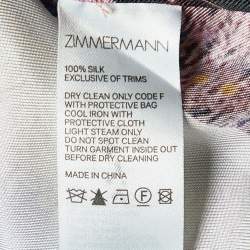 ZIMMERMANN
100% SILK
EXCLUSIVE OF TRIMS
DRY CLEAN ONLY CODE F
WITH PROTECTIVE BAG
COOL IRON WITH
PROTECTIVE CLOTH
LIGHT STEAM ONLY
DO NOT SPOT CLEAN
TURN GARMENT INSIDE OUT
BEFORE DRY CLEANING
MADE IN CHINA
F